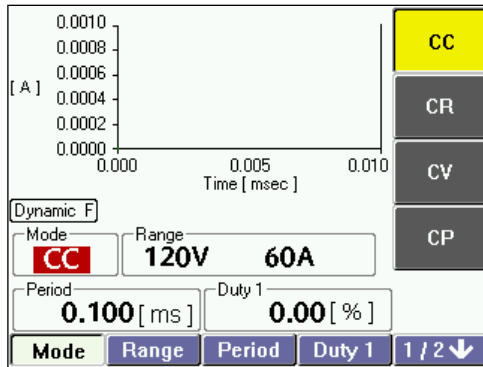 0.0010
0.0008
0.0006
[ A ]
0.0004
0.0002
0.0000
0.000 0.005 0.010
Time [ msec ]
CC
CR
CV
CP
Dynamic F
Mode
CC
Range
120V 60A
Period
0.100 [ ms ]
Duty 1
0.00 [ % ]
Mode Range Period Duty 1 1 / 2